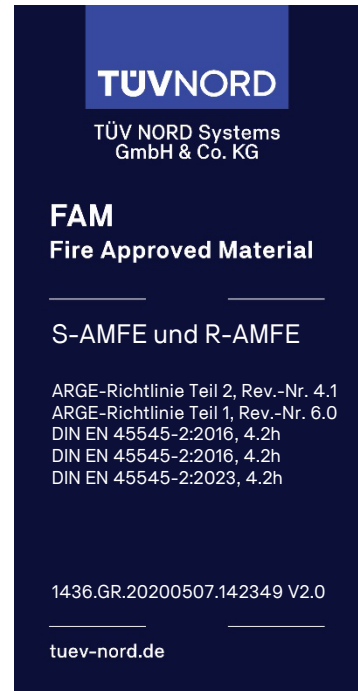 TÜVNORD
TÜV NORD Systems
GmbH & Co. KG
FAM
Fire Approved Material
S-AMFE und R-AMFE
ARGE-Richtlinie Teil 2, Rev.-Nr. 4.1
ARGE-Richtlinie Teil 1, Rev.-Nr. 6.0
DIN EN 45545-2:2016, 4.2h
DIN EN 45545-2:2016, 4.2h
DIN EN 45545-2:2023, 4.2h
1436.GR.20200507.142349 V2.0
tuev-nord.de